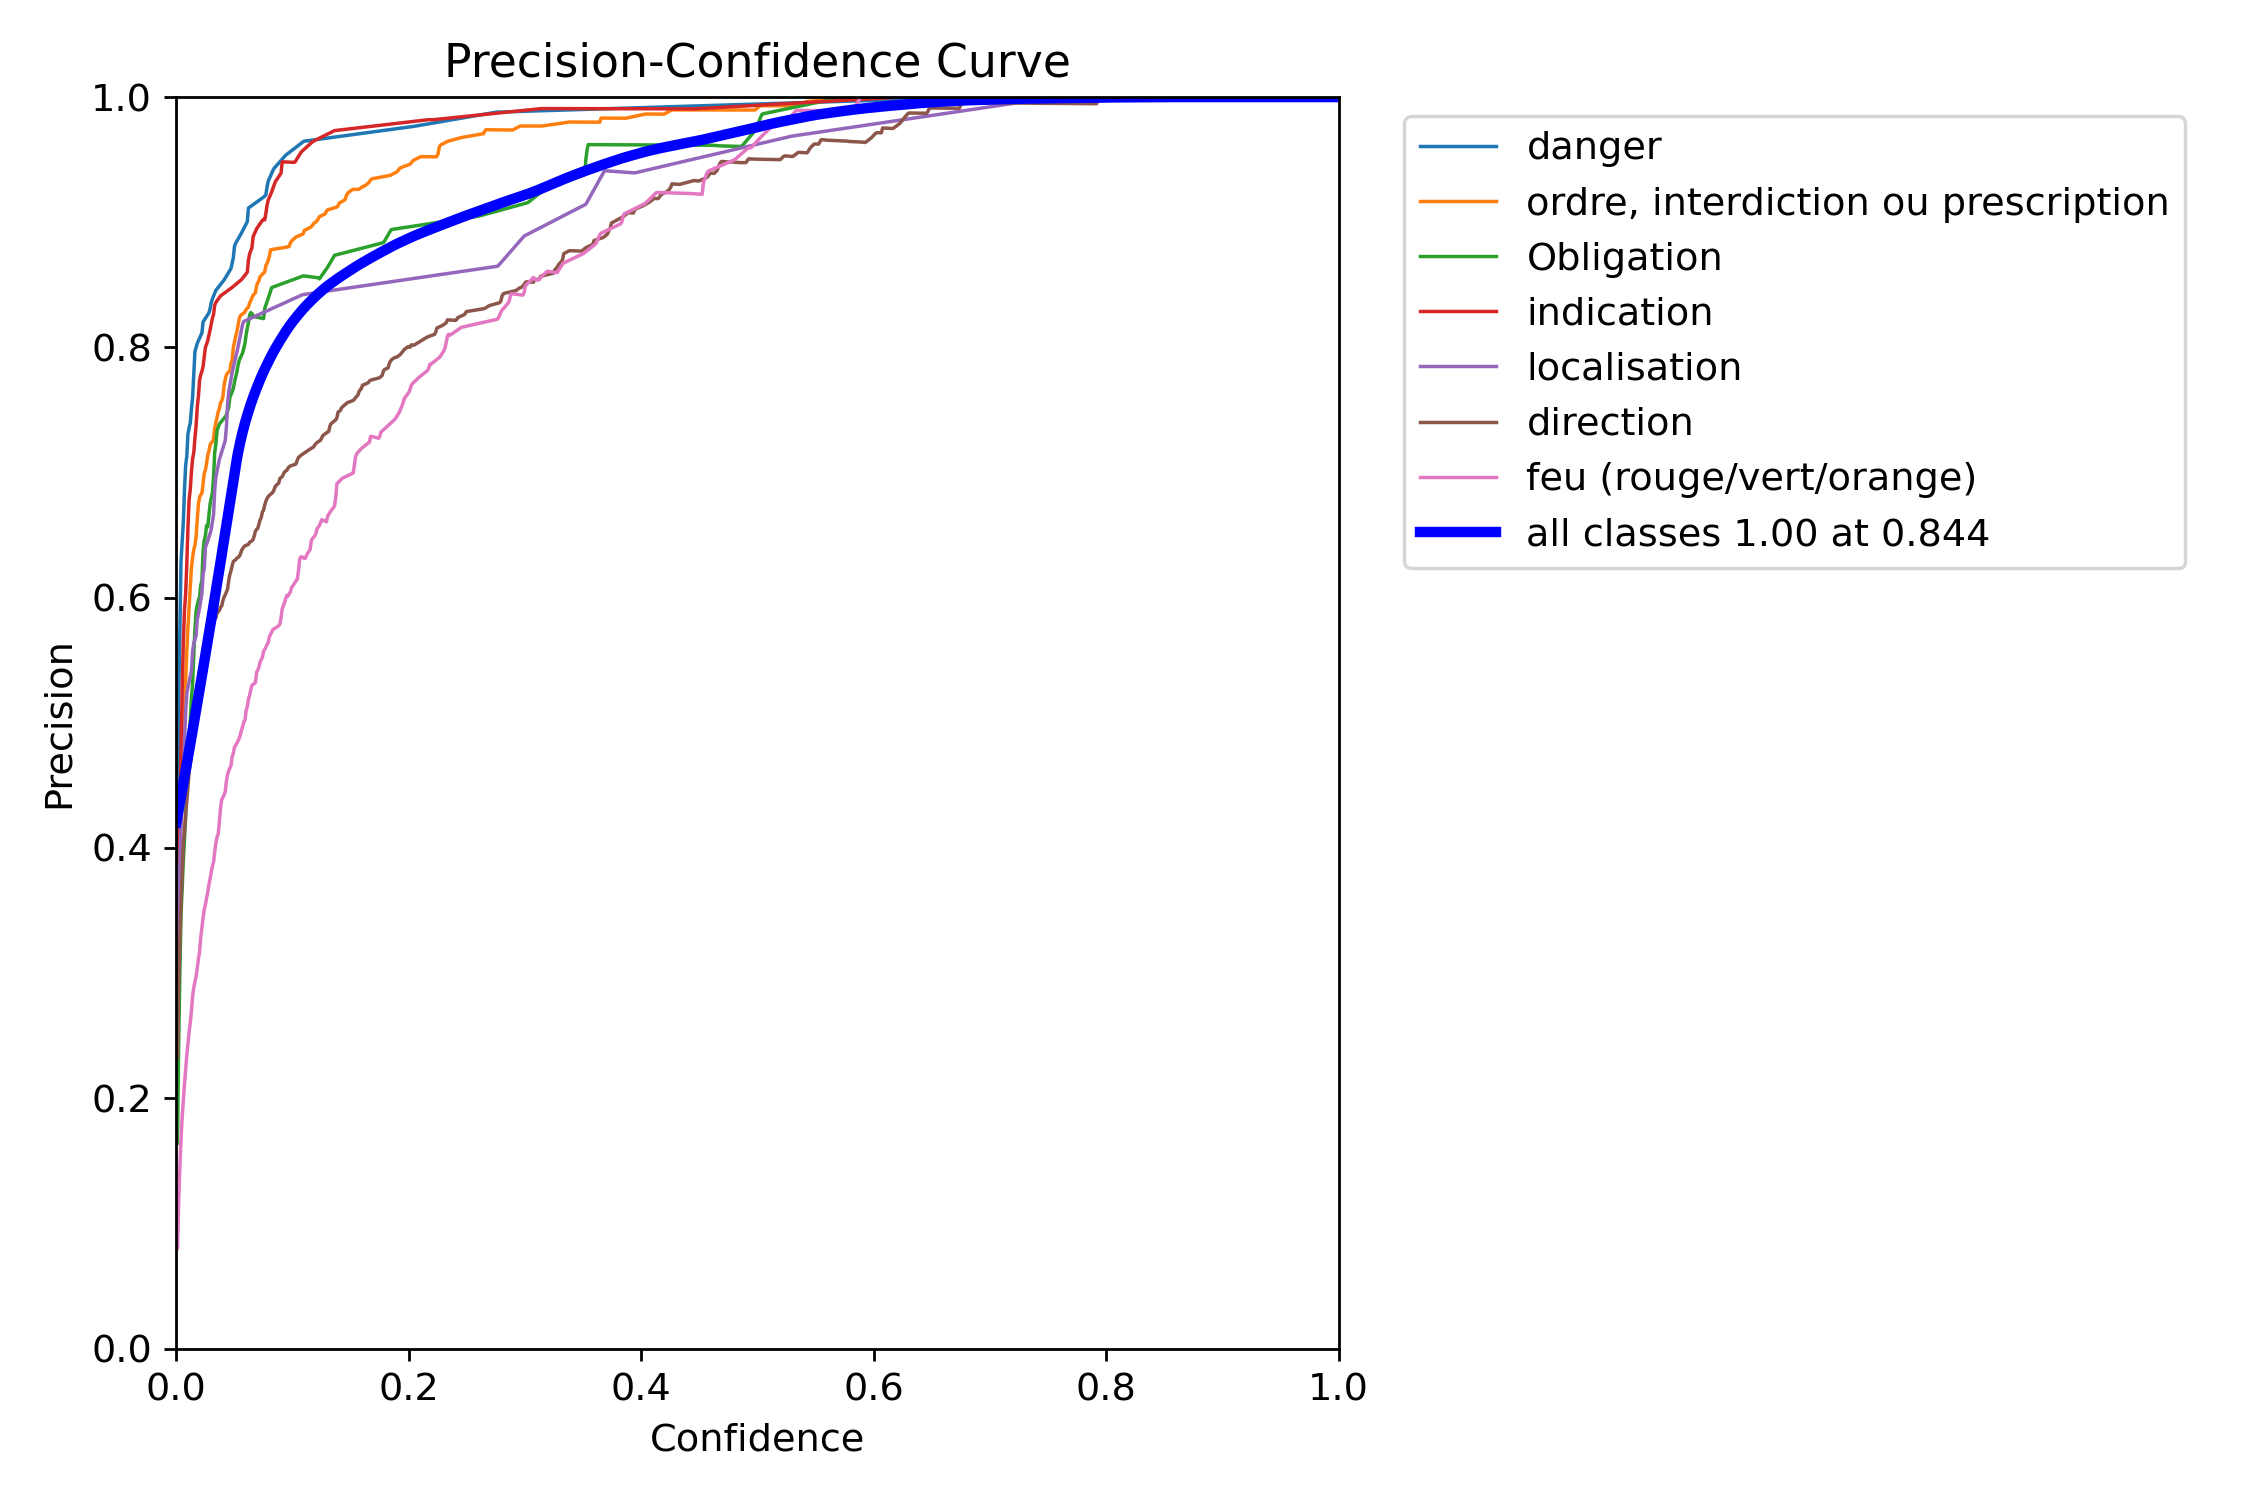 Precision-Confidence Curve
1.0
0.8
0.6
0.4
0.2
0.0
Precision
0.0 0.2 0.4 0.6 0.8 1.0
Confidence
danger
ordre, interdiction ou prescription
Obligation
indication
localisation
direction
feu (rouge/vert/orange)
all classes 1.00 at 0.844